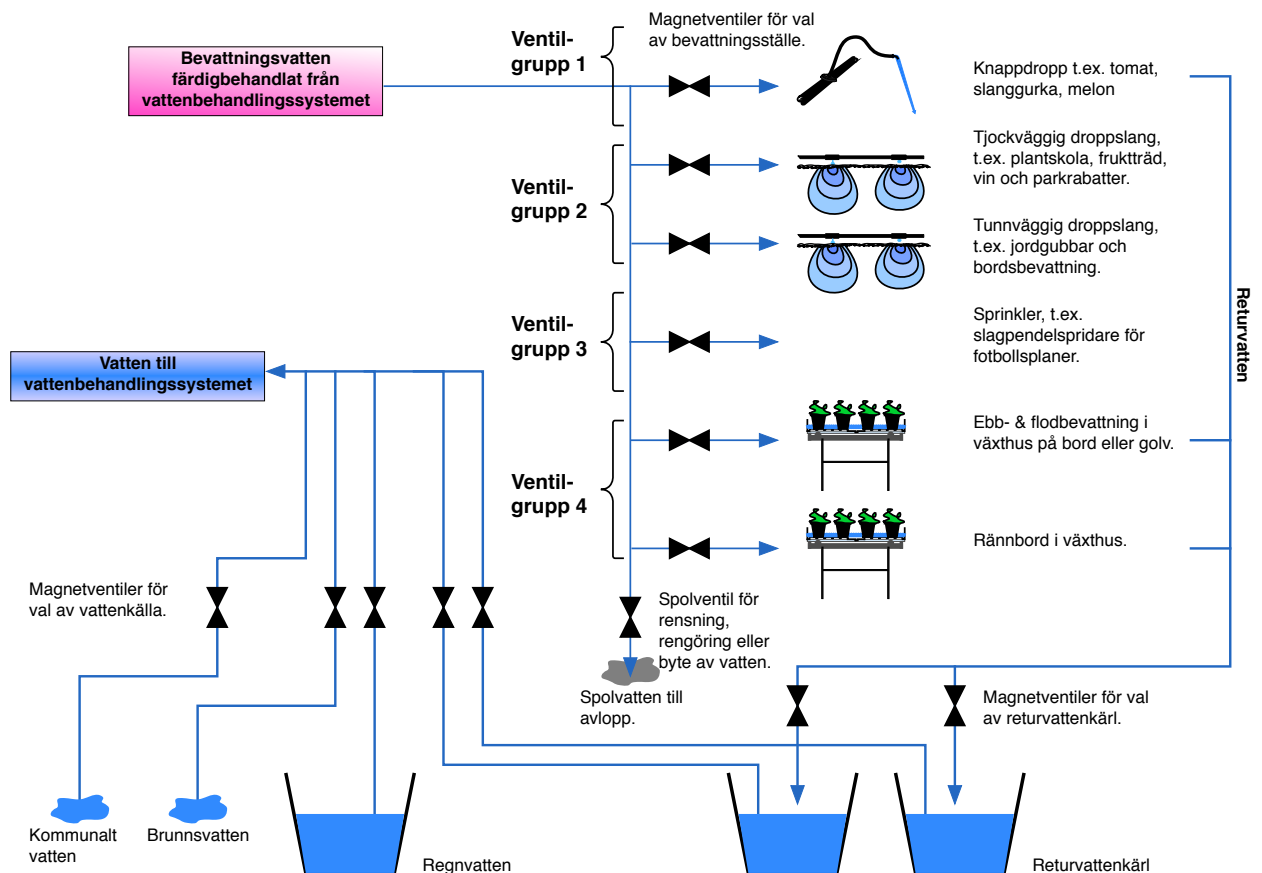 Magnetventiler för val
av bevattningsställe.
Bevattningsvatten
färdigbehandlat från
vattenbehandlingssystemet
Ventil-
grupp 1
Knappdropp t.ex. tomat,
slanggurka, melon
Ventil-
grupp 2
Tjockväggig droppslang,
t.ex. plantskola, fruktträd,
vin och parkrabatter.
Tunnväggig droppslang,
t.ex. jordgubbar och
bordsbevattning.
Ventil-
grupp 3
Sprinkler, t.ex.
slagpendelspridare för
fotbollsplaner.
Returvatten
Vatten till
vattenbehandlingssystemet
Ventil-
grupp 4
Ebb- & flodbevattning i
växthus på bord eller golv.
Rännbord i växthus.
Magnetventiler för
val av vattenkälla.
Spolventil för
rensning,
rengöring eller
byte av vatten.
Spolvatten till
avlopp.
Magnetventiler för val
av returvattenkärl.
Kommunalt
vatten
Brunnsvatten
Regnvatten
Returvattenkärl